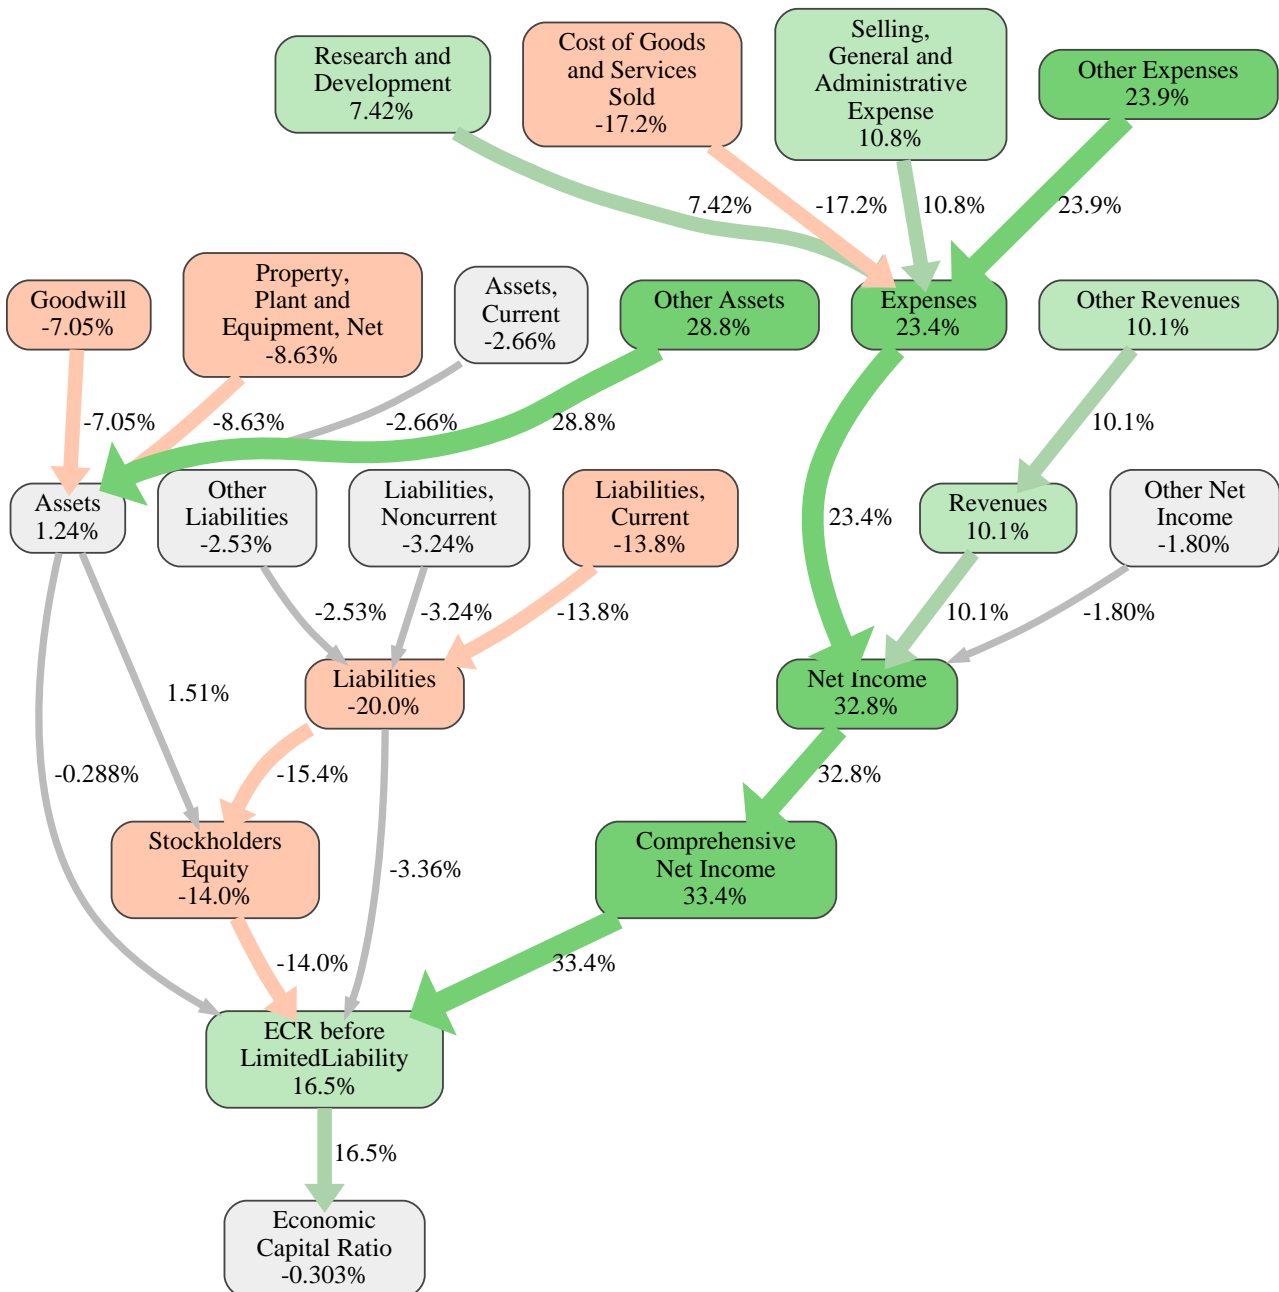 Research and
Development
7.42%
Cost of Goods
and Services
Sold
-17.2%
Selling,
General and
Administrative
Expense
10.8%
Other Expenses
23.9%
7.42%
-17.2%
10.8%
23.9%
Goodwill
-7.05%
Property,
Plant and
Equipment, Net
-8.63%
Assets,
Current
-2.66%
Other Assets
28.8%
Expenses
23.4%
Other Revenues
10.1%
-7.05%
-8.63%
-2.66%
28.8%
10.1%
Assets
1.24%
Other
Liabilities
-2.53%
Liabilities,
Noncurrent
-3.24%
Liabilities,
Current
-13.8%
23.4%
Revenues
10.1%
Other Net
Income
-1.80%
-2.53%
-3.24%
-13.8%
10.1%
-1.80%
1.51%
Liabilities
-20.0%
Net Income
32.8%
-0.288%
-15.4%
32.8%
Stockholders
Equity
-14.0%
-3.36%
Comprehensive
Net Income
33.4%
-14.0%
33.4%
ECR before
LimitedLiability
16.5%
16.5%
Economic
Capital Ratio
-0.303%